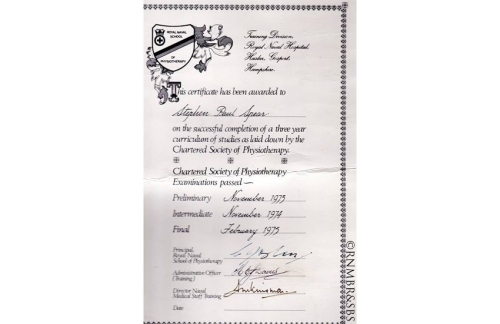 ROYAL NAVAL
SCHOOL
OF
PHYSIOTHERAPY
Training Division,
Royal Naval Hospital,
Haslar, Gosport,
Hampshire.
This certificate has been awarded to
Stephen Paul Spear
on the successful completion of a three year
curriculum of studies as laid down by the
Chartered Society of Physiotherapy.
Chartered Society of Physiotherapy
Examinations passed —
Preliminary November 1973
Intermediate November 1974
Final February 1975
Principal
Royal Naval
School of Physiotherapy
Administrative Officer
(Training)
Director Naval
Medical Staff Training
Date
©RNMBR&SBS